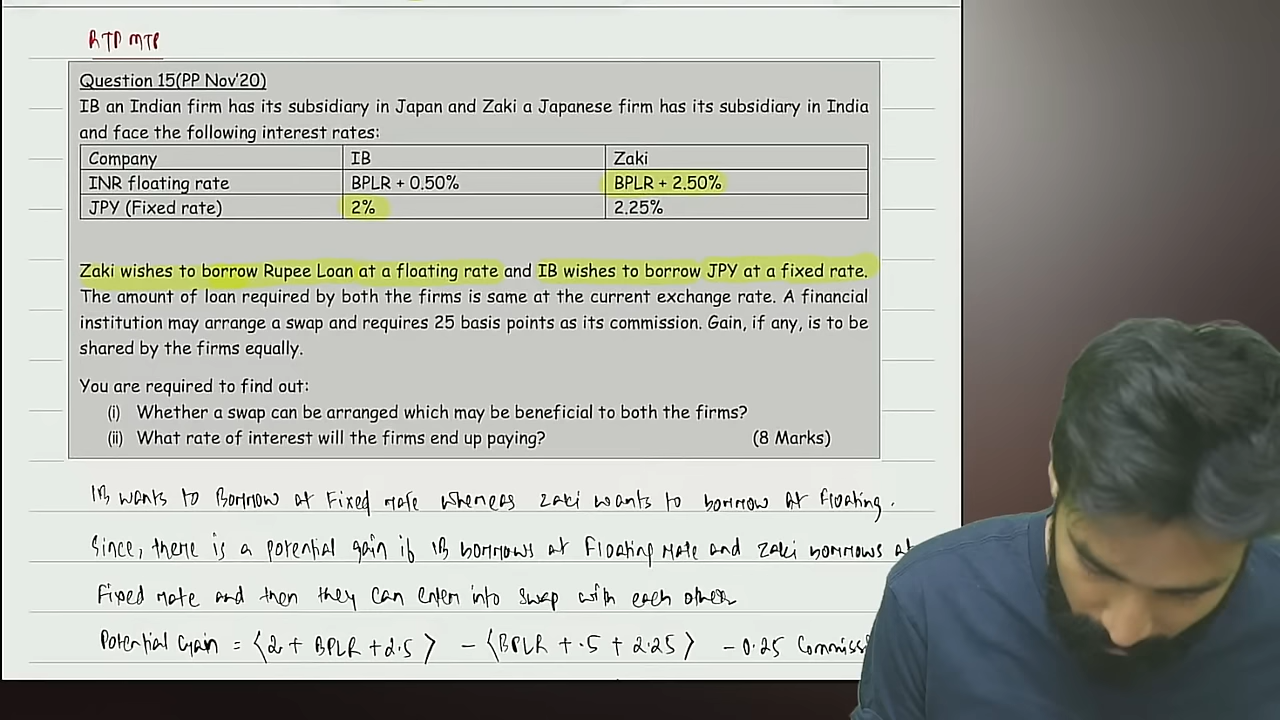 RTP MTP
Question 15(PP Nov'20)
IB an Indian firm has its subsidiary in Japan and Zaki a Japanese firm has its subsidiary in India
and face the following interest rates:
Company IB Zaki
INR floating rate BPLR + 0.50% BPLR + 2.50%
JPY (Fixed rate) 2% 2.25%
Zaki wishes to borrow Rupee Loan at a floating rate and IB wishes to borrow JPY at a fixed rate.
The amount of loan required by both the firms is same at the current exchange rate. A financial
institution may arrange a swap and requires 25 basis points as its commission. Gain, if any, is to be
shared by the firms equally.
You are required to find out:
(i) Whether a swap can be arranged which may be beneficial to both the firms?
(ii) What rate of interest will the firms end up paying? (8 Marks)
IB wants to Borrow at Fixed rate whereas Zaki wants to borrow at Floating.
Since, there is a potential gain if IB borrows at Floating rate and Zaki borrows at
Fixed rate and then they can enter into swap with each other
Potential Gain = (2 + BPLR + 2.5) - (BPLR + .5 + 2.25) - 0.25 Commiss